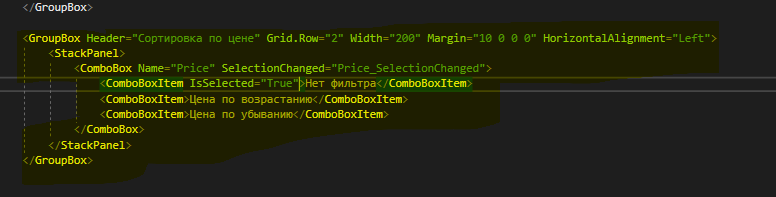 </GroupBox>
<GroupBox Header="Сортировка по цене" Grid.Row="2" Width="200" Margin="10 0 0 0" HorizontalAlignment="Left">
<StackPanel>
<ComboBox Name="Price" SelectionChanged="Price_SelectionChanged">
<ComboBoxItem IsSelected="True">Нет фильтра</ComboBoxItem>
<ComboBoxItem>Цена по возрастанию</ComboBoxItem>
<ComboBoxItem>Цена по убыванию</ComboBoxItem>
</ComboBox>
</StackPanel>
</GroupBox>